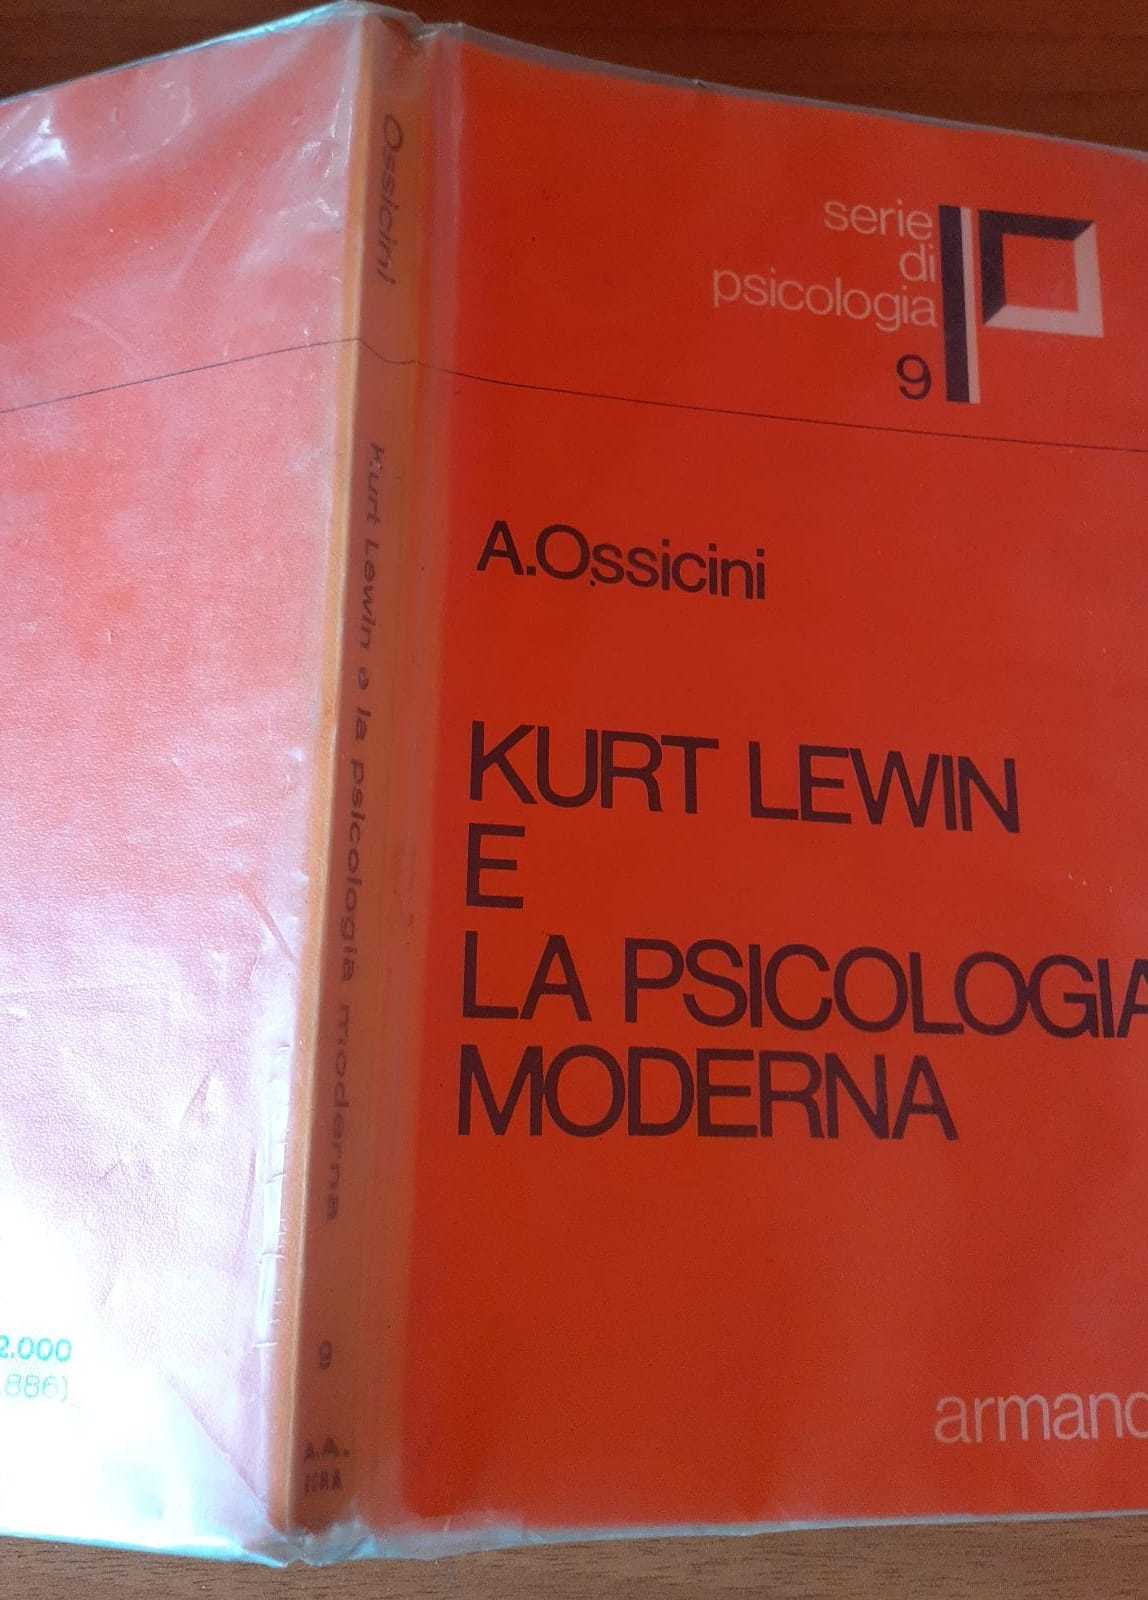 serie
di
psicologia
9
A.Ossicini
KURT LEWIN
E
LA PSICOLOGIA
MODERNA
armand
Ossicini
Kurt Lewin e la psicologia moderna
9
A.A.
2.000
886)